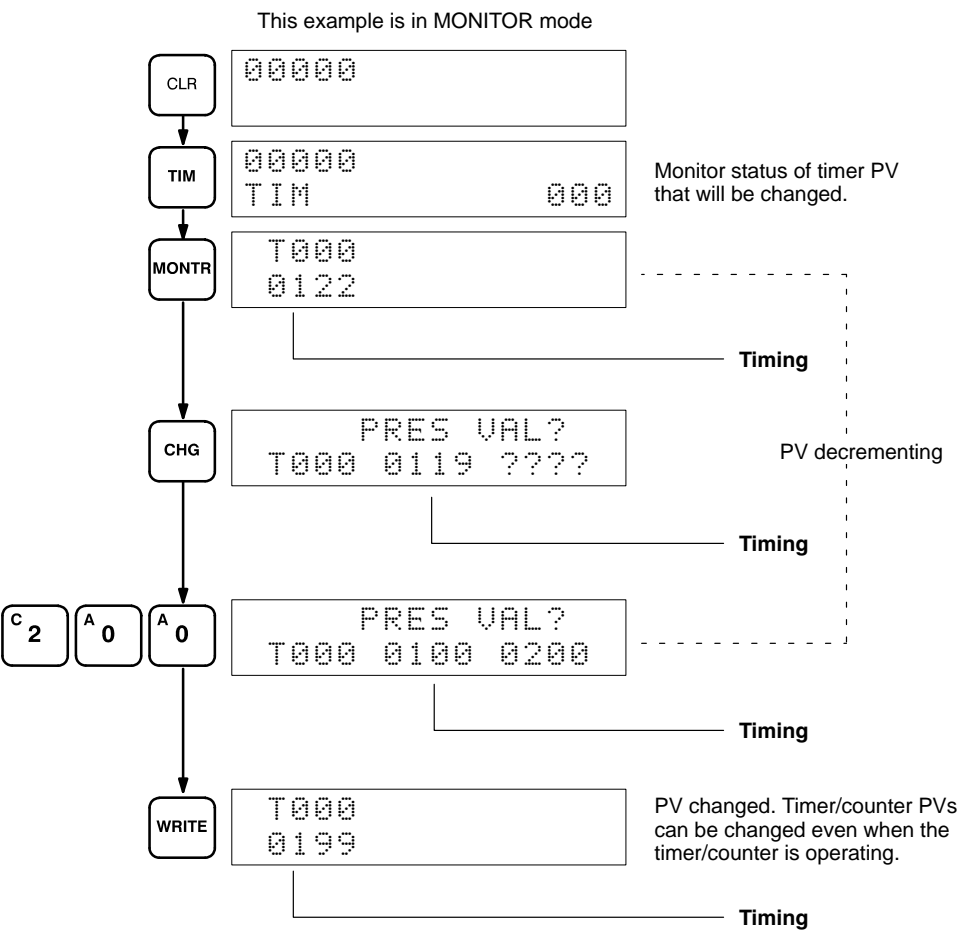 This example is in MONITOR mode
CLR
00000
TIM
00000
TIM 000
Monitor status of timer PV
that will be changed.
MONTR
T000
0122
Timing
CHG
PRES VAL?
T000 0119 ????
PV decrementing
Timing
C 2 A 0 A 0
PRES VAL?
T000 0100 0200
Timing
WRITE
T000
0199
PV changed. Timer/counter PVs
can be changed even when the
timer/counter is operating.
Timing